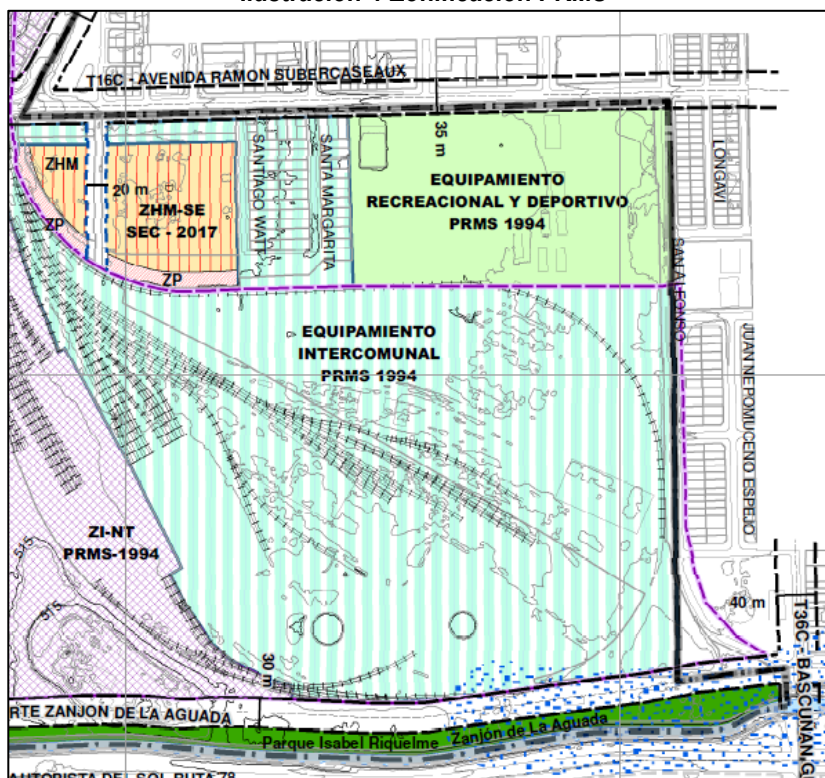 T16C - AVENIDA RAMON SUBERCASEAUX
35 m
ZHM
20 m
ZHM-SE
SEC - 2017
ZP
ZP
SANTIAGO WATT
SANTA MARGARITA
EQUIPAMIENTO
RECREACIONAL Y DEPORTIVO
PRMS 1994
LONGAVI
SAN ALFONSO
JUAN NEPOMUCENO ESPEJO
EQUIPAMIENTO
INTERCOMUNAL
PRMS 1994
ZI-NT
PRMS-1994
515
515
40 m
T36C - BASCUÑAN G
30 m
RTE ZANJON DE LA AGUADA
Parque Isabel Riquelme
Zanjón de La Aguada
AUTOPISTA DEL SOL RUTA 78